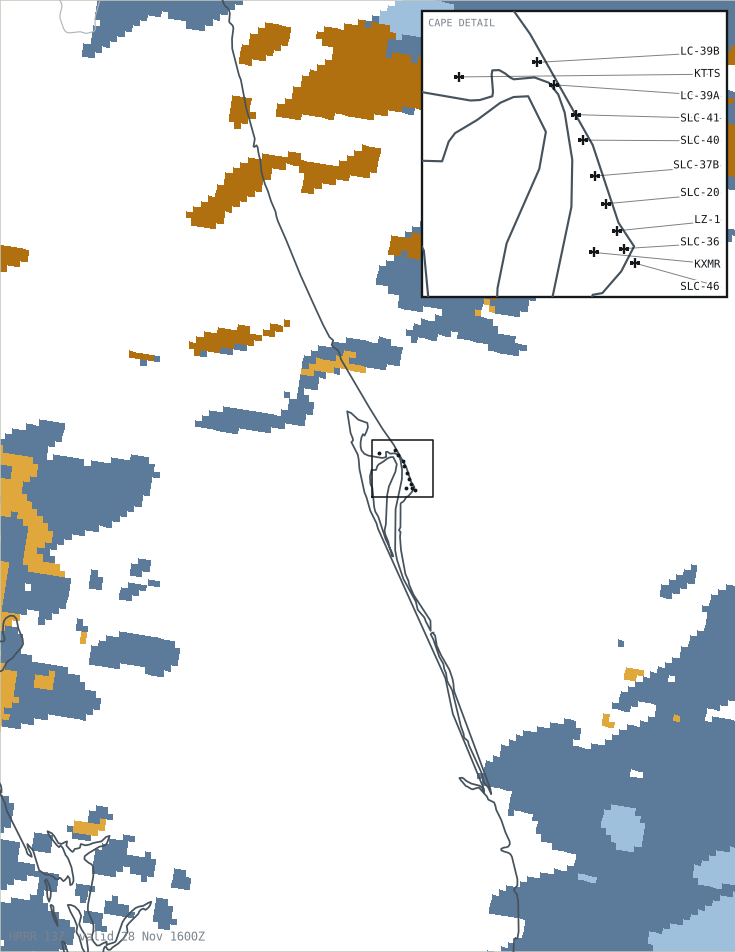 CAPE DETAIL
LC-39B
KTTS
LC-39A
SLC-41
SLC-40
SLC-37B
SLC-20
LZ-1
SLC-36
KXMR
SLC-46
HRRR 13Z valid 28 Nov 1600Z